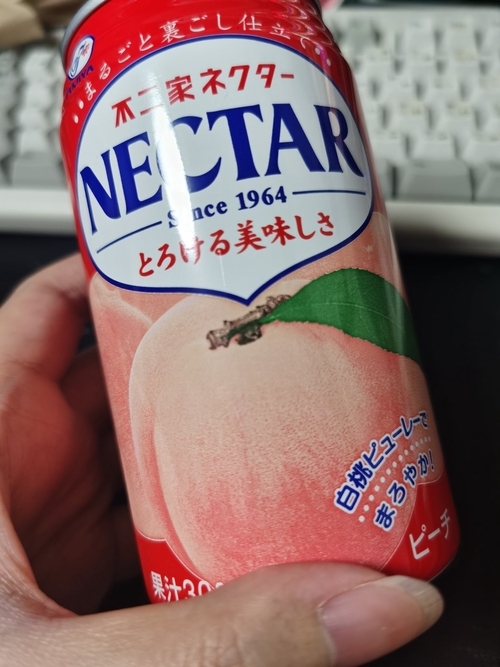 まるごと裏ごし仕立て
不二家ネクター
NECTAR
Since 1964
とろける美味しさ
白桃ピューレーで
まろやか!
ピーチ
果汁30